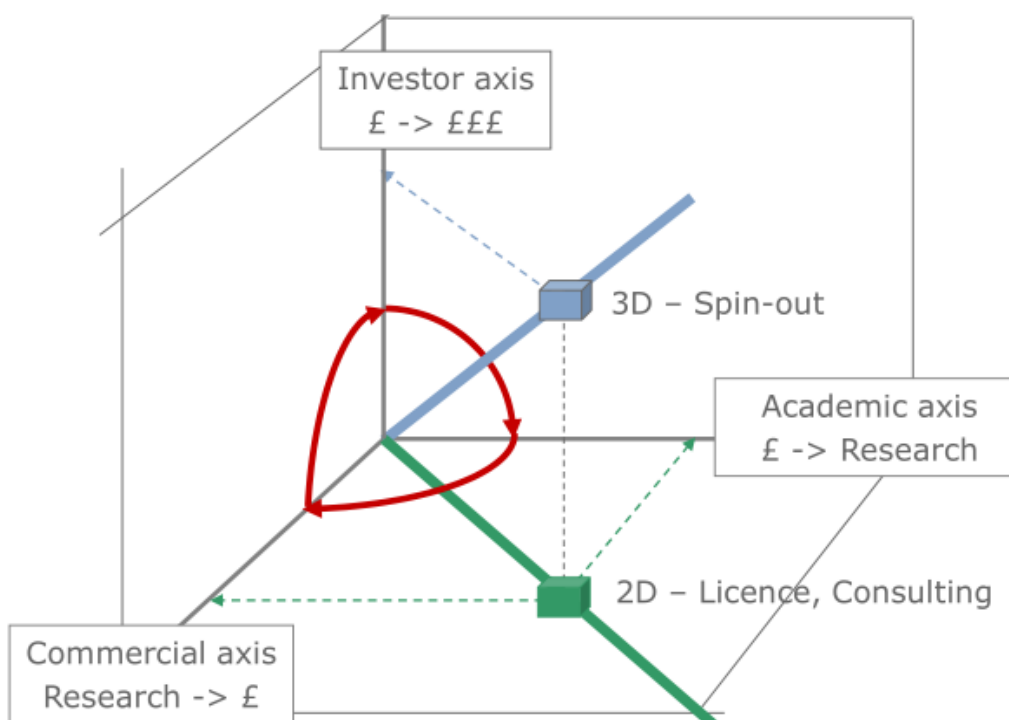 Investor axis
£ -> £££
3D – Spin-out
Academic axis
£ -> Research
2D – Licence, Consulting
Commercial axis
Research -> £